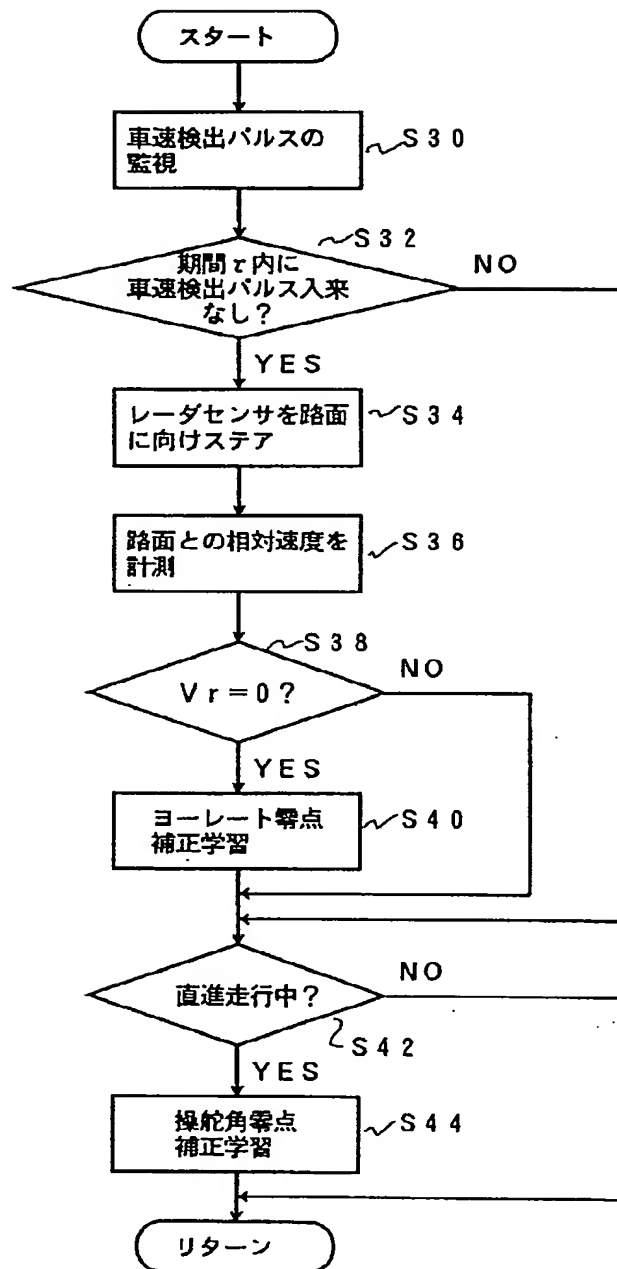 スタート
車速検出パルスの
監視
S30
S32
期間τ内に
車速検出パルス入来
なし?
NO
YES
レーダセンサを路面
に向けステア
S34
路面との相対速度を
計測
S36
S38
Vr=0?
NO
YES
ヨーレート零点
補正学習
S40
直進走行中?
NO
S42
YES
操舵角零点
補正学習
S44
リターン